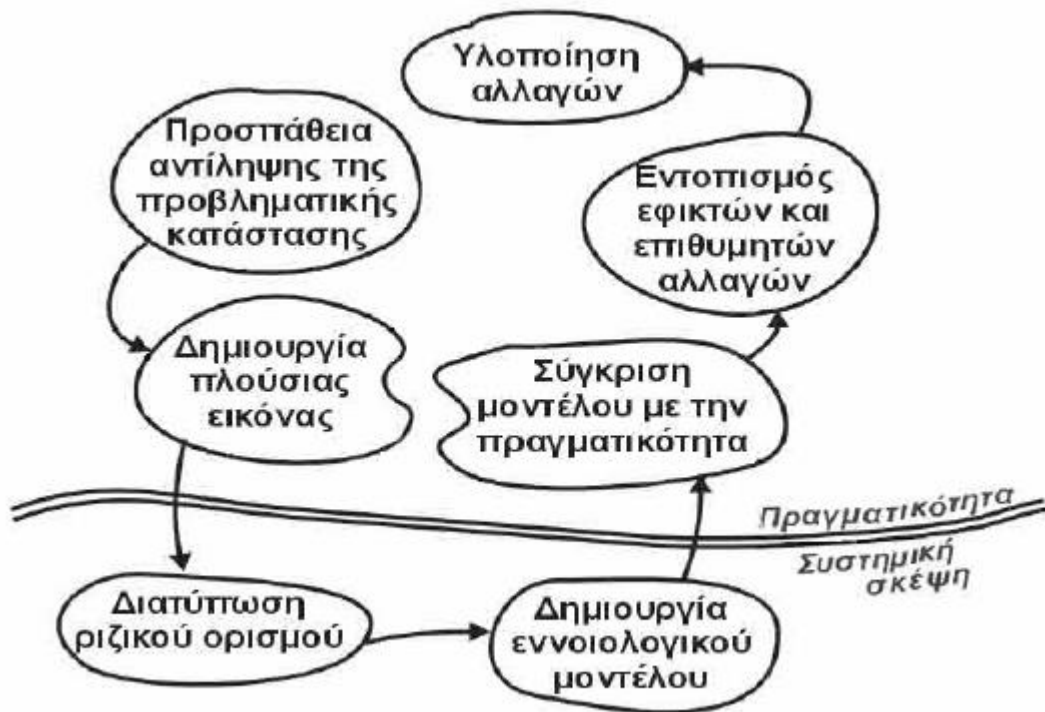 Υλοποίηση
αλλαγών
Προσπάθεια
αντίληψης της
προβληματικής
κατάστασης
Εντοπισμός
εφικτών και
επιθυμητών
αλλαγών
Δημιουργία
πλούσιας
εικόνας
Σύγκριση
μοντέλου με την
πραγματικότητα
Πραγματικότητα
Συστημική
σκέψη
Διατύπωση
ριζικού ορισμού
Δημιουργία
εννοιολογικού
μοντέλου